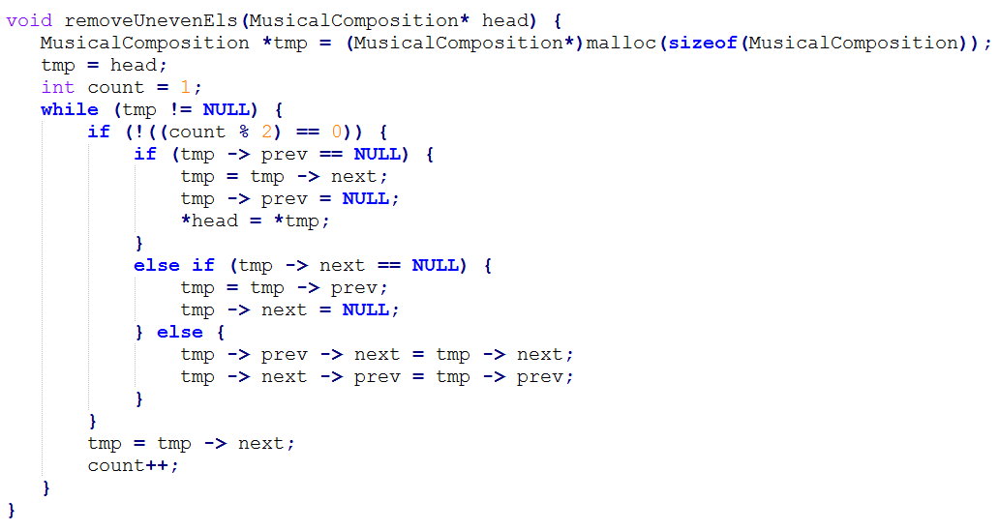 void removeUnevenEls(MusicalComposition* head) {
MusicalComposition *tmp = (MusicalComposition*)malloc(sizeof(MusicalComposition));
tmp = head;
int count = 1;
while (tmp != NULL) {
if (!((count % 2) == 0)) {
if (tmp -> prev == NULL) {
tmp = tmp -> next;
tmp -> prev = NULL;
*head = *tmp;
}
else if (tmp -> next == NULL) {
tmp = tmp -> prev;
tmp -> next = NULL;
} else {
tmp -> prev -> next = tmp -> next;
tmp -> next -> prev = tmp -> prev;
}
}
tmp = tmp -> next;
count++;
}
}